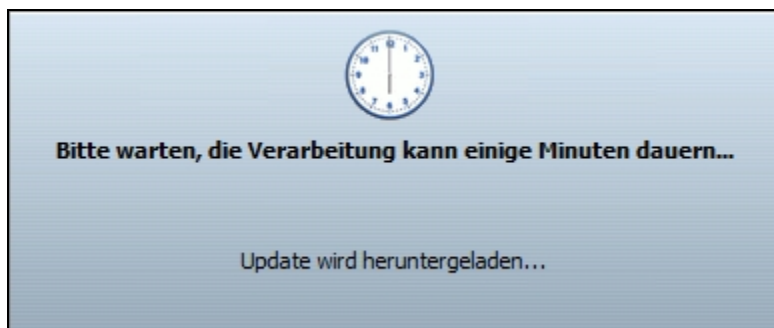 Bitte warten, die Verarbeitung kann einige Minuten dauern...
Update wird heruntergeladen...